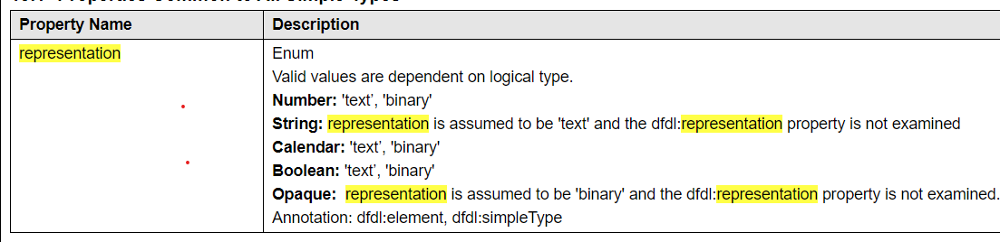 Property Name Description
representation Enum
Valid values are dependent on logical type.
Number: 'text', 'binary'
String: representation is assumed to be 'text' and the dfdl:representation property is not examined
Calendar: 'text', 'binary'
Boolean: 'text', 'binary'
Opaque: representation is assumed to be 'binary' and the dfdl:representation property is not examined.
Annotation: dfdl:element, dfdl:simpleType